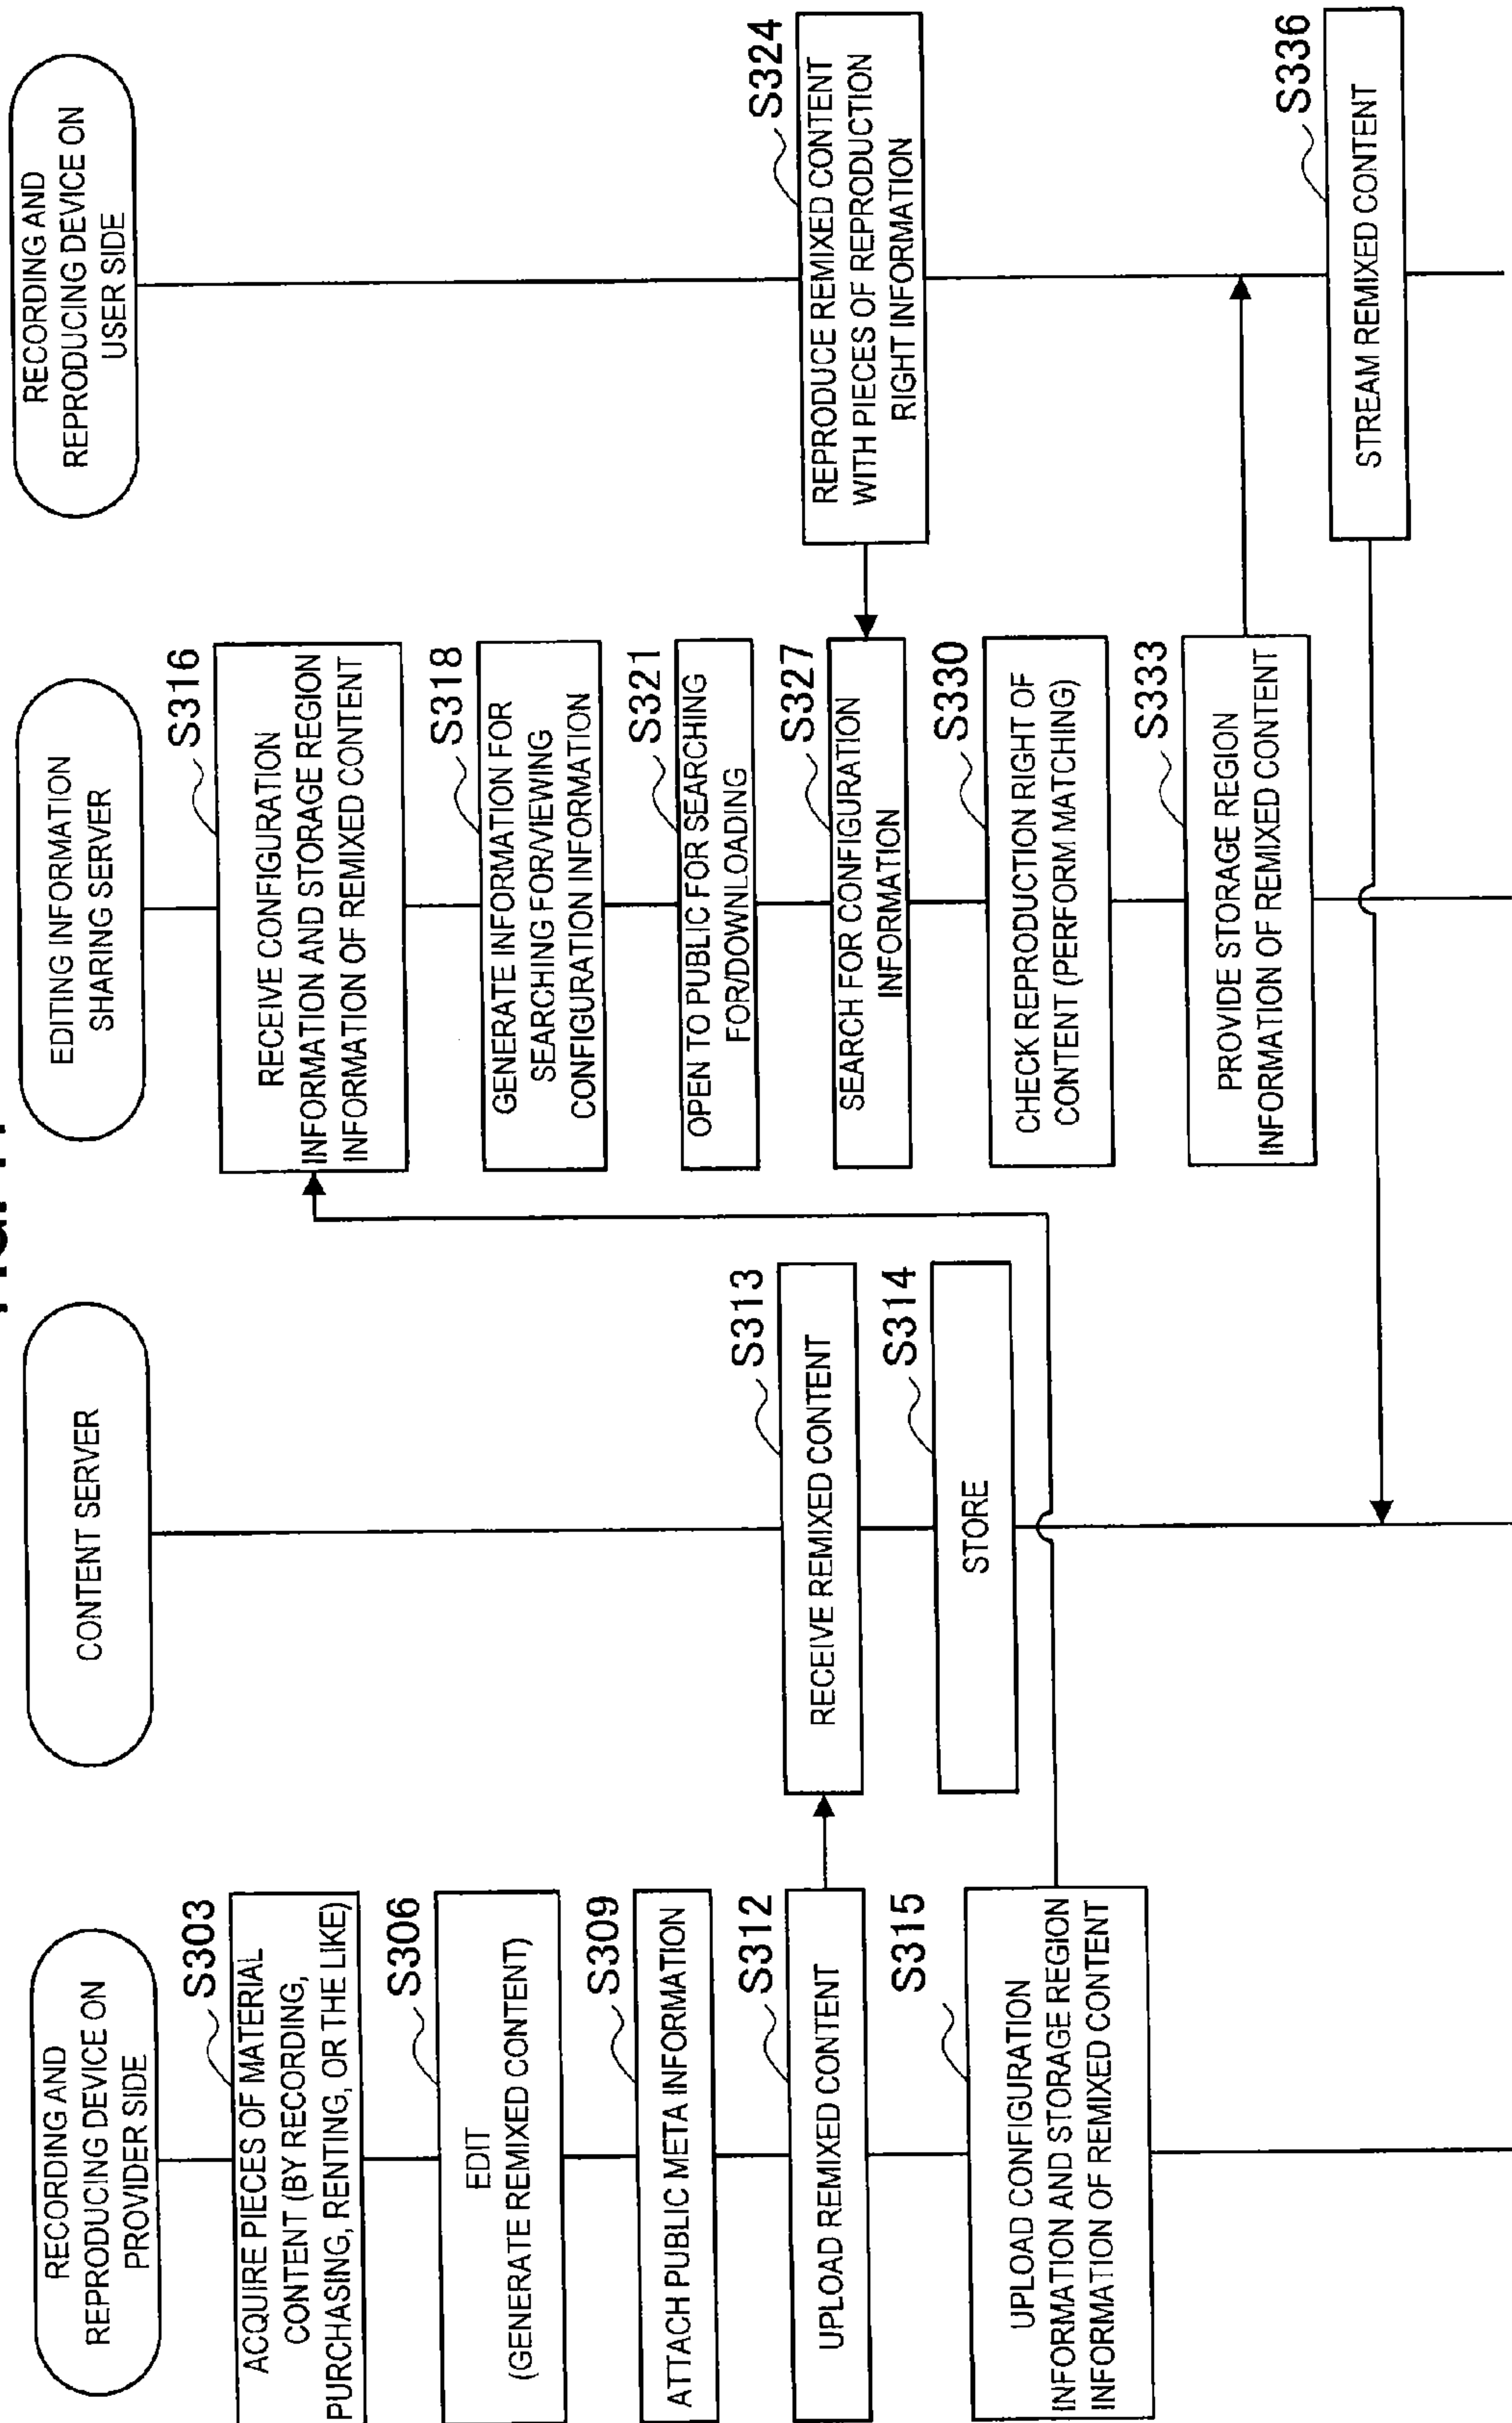 RECORDING AND
REPRODUCING DEVICE ON
PROVIDER SIDE
S303
ACQUIRE PIECES OF MATERIAL
CONTENT (BY RECORDING,
PURCHASING, RENTING, OR THE LIKE)
S306
EDIT
(GENERATE REMIXED CONTENT)
S309
ATTACH PUBLIC META INFORMATION
S312
UPLOAD REMIXED CONTENT
S315
UPLOAD CONFIGURATION
INFORMATION AND STORAGE REGION
INFORMATION OF REMIXED CONTENT
CONTENT SERVER
S313
RECEIVE REMIXED CONTENT
S314
STORE
EDITING INFORMATION
SHARING SERVER
S316
RECEIVE CONFIGURATION
INFORMATION AND STORAGE REGION
INFORMATION OF REMIXED CONTENT
S318
GENERATE INFORMATION FOR
SEARCHING FOR/VIEWING
CONFIGURATION INFORMATION
S321
OPEN TO PUBLIC FOR SEARCHING
FOR/DOWNLOADING
S327
SEARCH FOR CONFIGURATION
INFORMATION
S330
CHECK REPRODUCTION RIGHT OF
CONTENT (PERFORM MATCHING)
S333
PROVIDE STORAGE REGION
INFORMATION OF REMIXED CONTENT
RECORDING AND
REPRODUCING DEVICE ON
USER SIDE
S324
REPRODUCE REMIXED CONTENT
WITH PIECES OF REPRODUCTION
RIGHT INFORMATION
S336
STREAM REMIXED CONTENT